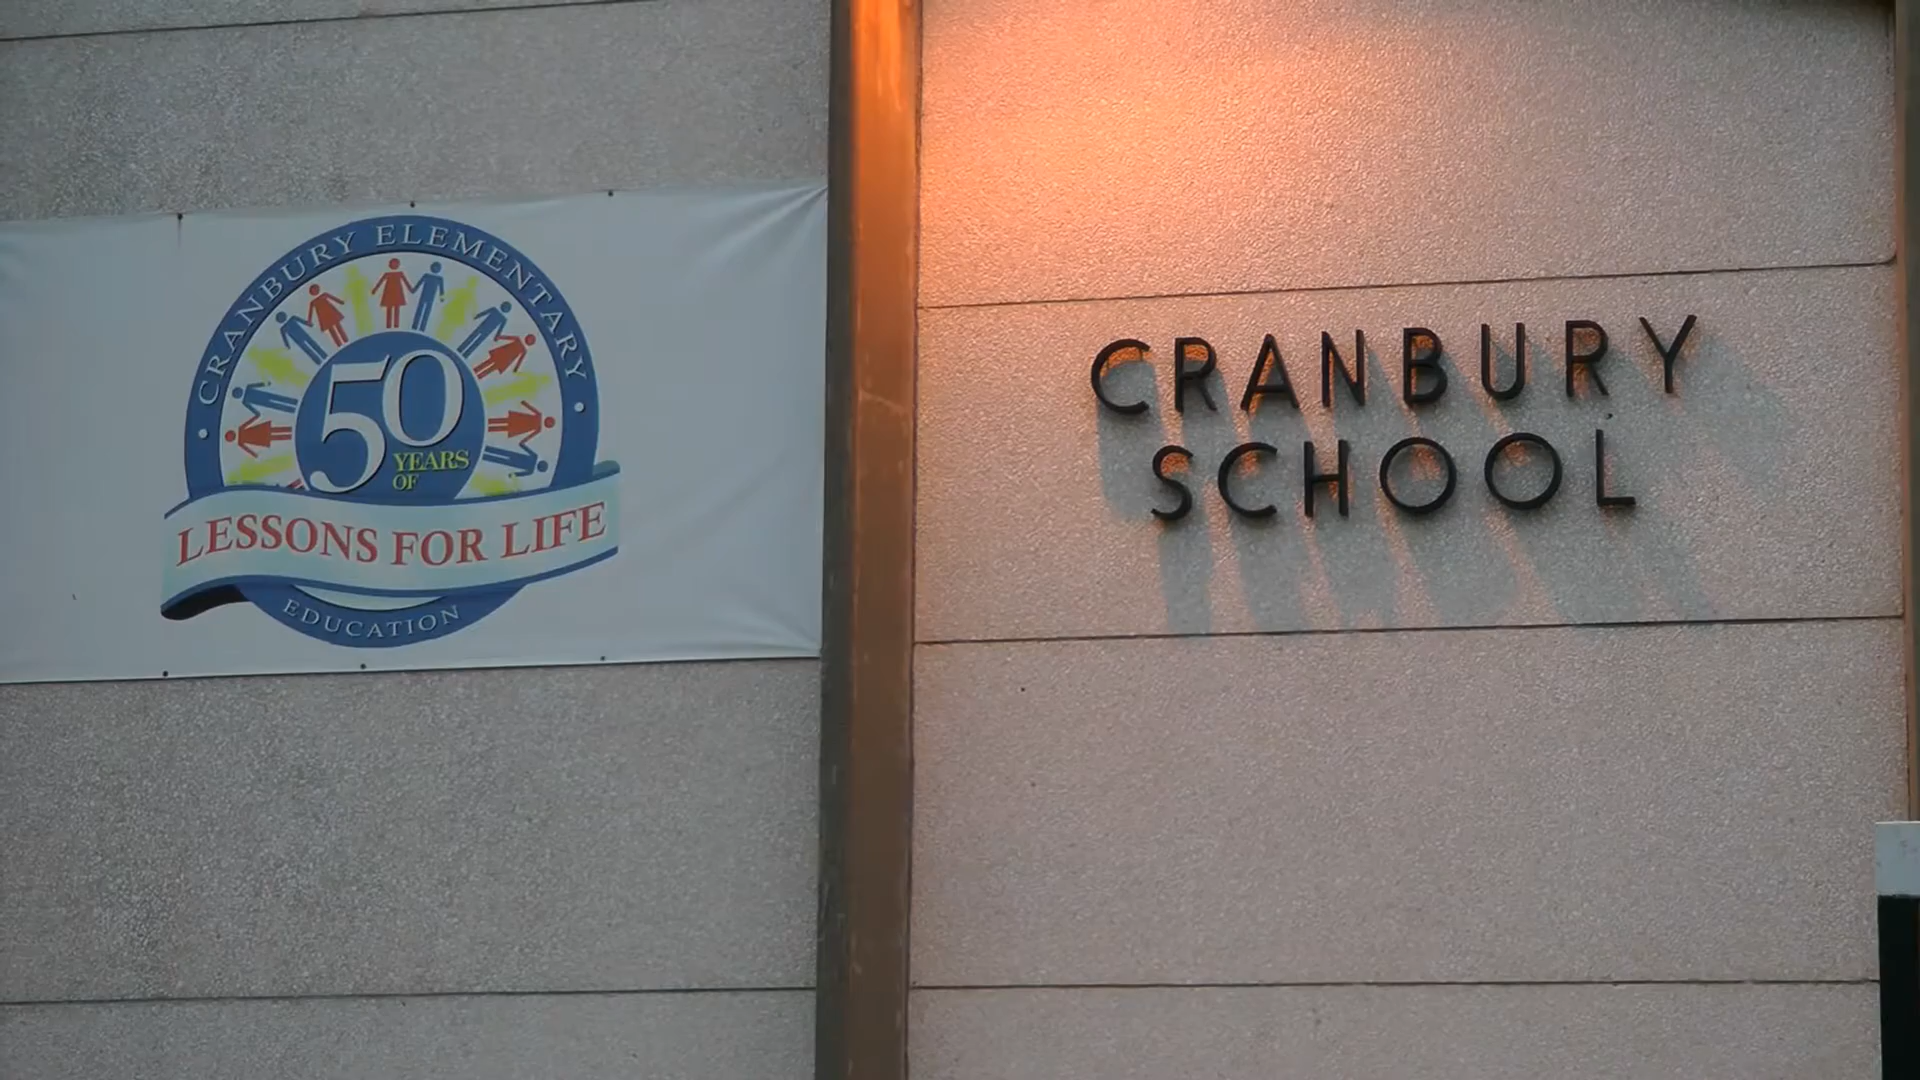 CRANBURY ELEMENTARY
50
YEARS
OF
LESSONS FOR LIFE
EDUCATION
CRANBURY
SCHOOL